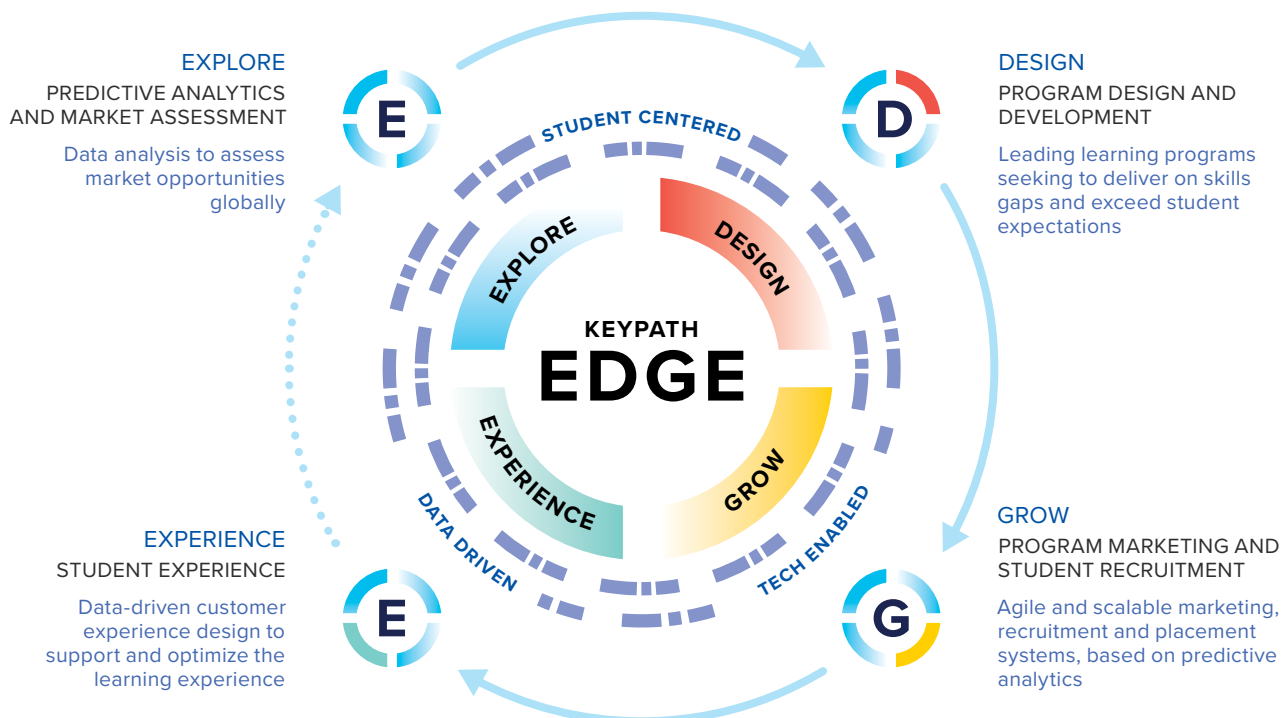 EXPLORE
PREDICTIVE ANALYTICS
AND MARKET ASSESSMENT
Data analysis to assess
market opportunities
globally
E
D
DESIGN
PROGRAM DESIGN AND
DEVELOPMENT
Leading learning programs
seeking to deliver on skills
gaps and exceed student
expectations
STUDENT CENTERED
EXPLORE
DESIGN
KEYPATH
EDGE
EXPERIENCE
GROW
DATA DRIVEN
TECH ENABLED
EXPERIENCE
STUDENT EXPERIENCE
Data-driven customer
experience design to
support and optimize the
learning experience
E
G
GROW
PROGRAM MARKETING AND
STUDENT RECRUITMENT
Agile and scalable marketing,
recruitment and placement
systems, based on predictive
analytics